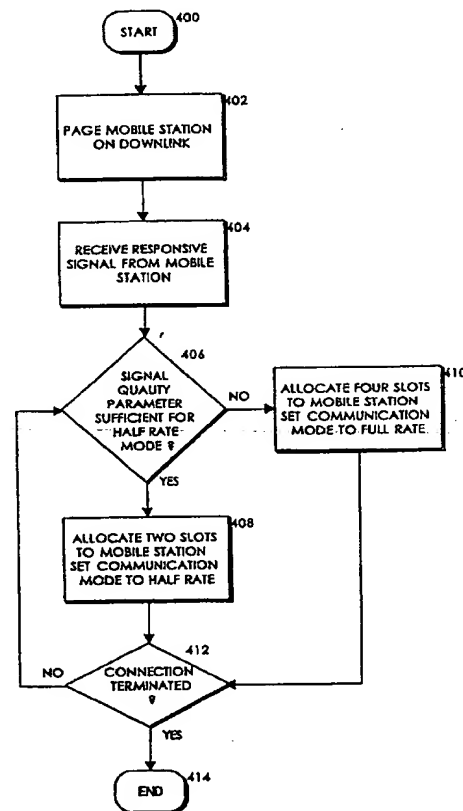 START
400
402
PAGE MOBILE STATION
ON DOWNLINK
404
RECEIVE RESPONSIVE
SIGNAL FROM MOBILE
STATION
406
SIGNAL
QUALITY
PARAMETER
SUFFICIENT FOR
HALF RATE
MODE ?
NO
YES
410
ALLOCATE FOUR SLOTS
TO MOBILE STATION
SET COMMUNICATION
MODE TO FULL RATE
408
ALLOCATE TWO SLOTS
TO MOBILE STATION
SET COMMUNICATION
MODE TO HALF RATE
412
NO
CONNECTION
TERMINATED
?
YES
414
END